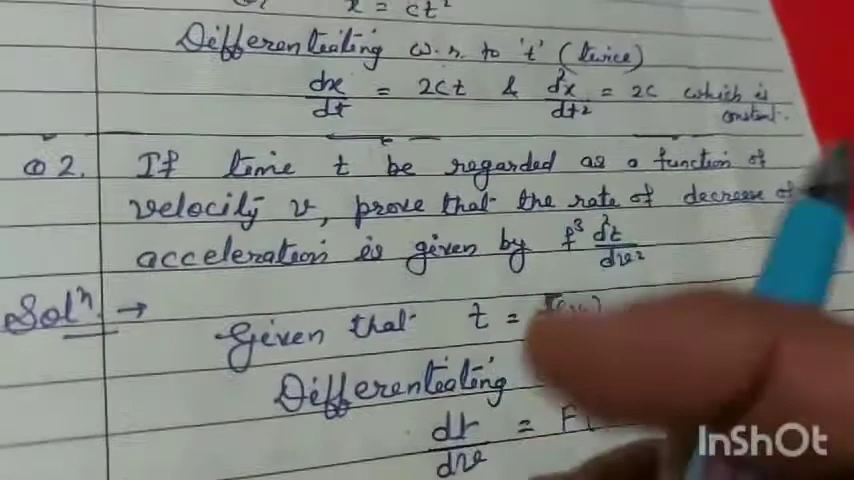 x = ct²
Differentiating w.r. to 't' (twice)
dx/dt = 2ct & d²x/dt² = 2c which is
constant.
Q 2. If time t be regarded as a function of
velocity v, prove that the rate of decrease of
acceleration is given by f³ d²t/dv²
Solⁿ →
Given that t =
Differentiating
dt/dv = F
InShOt